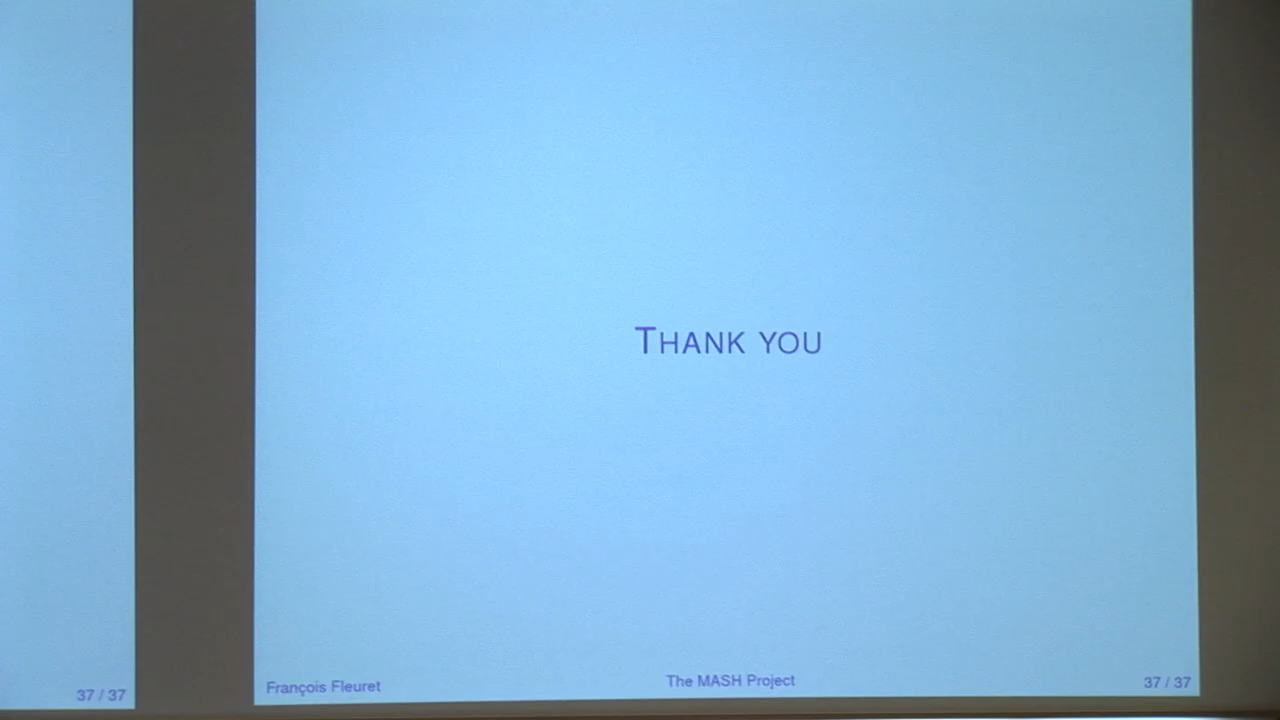 THANK YOU
37 / 37
François Fleuret
The MASH Project
37 / 37